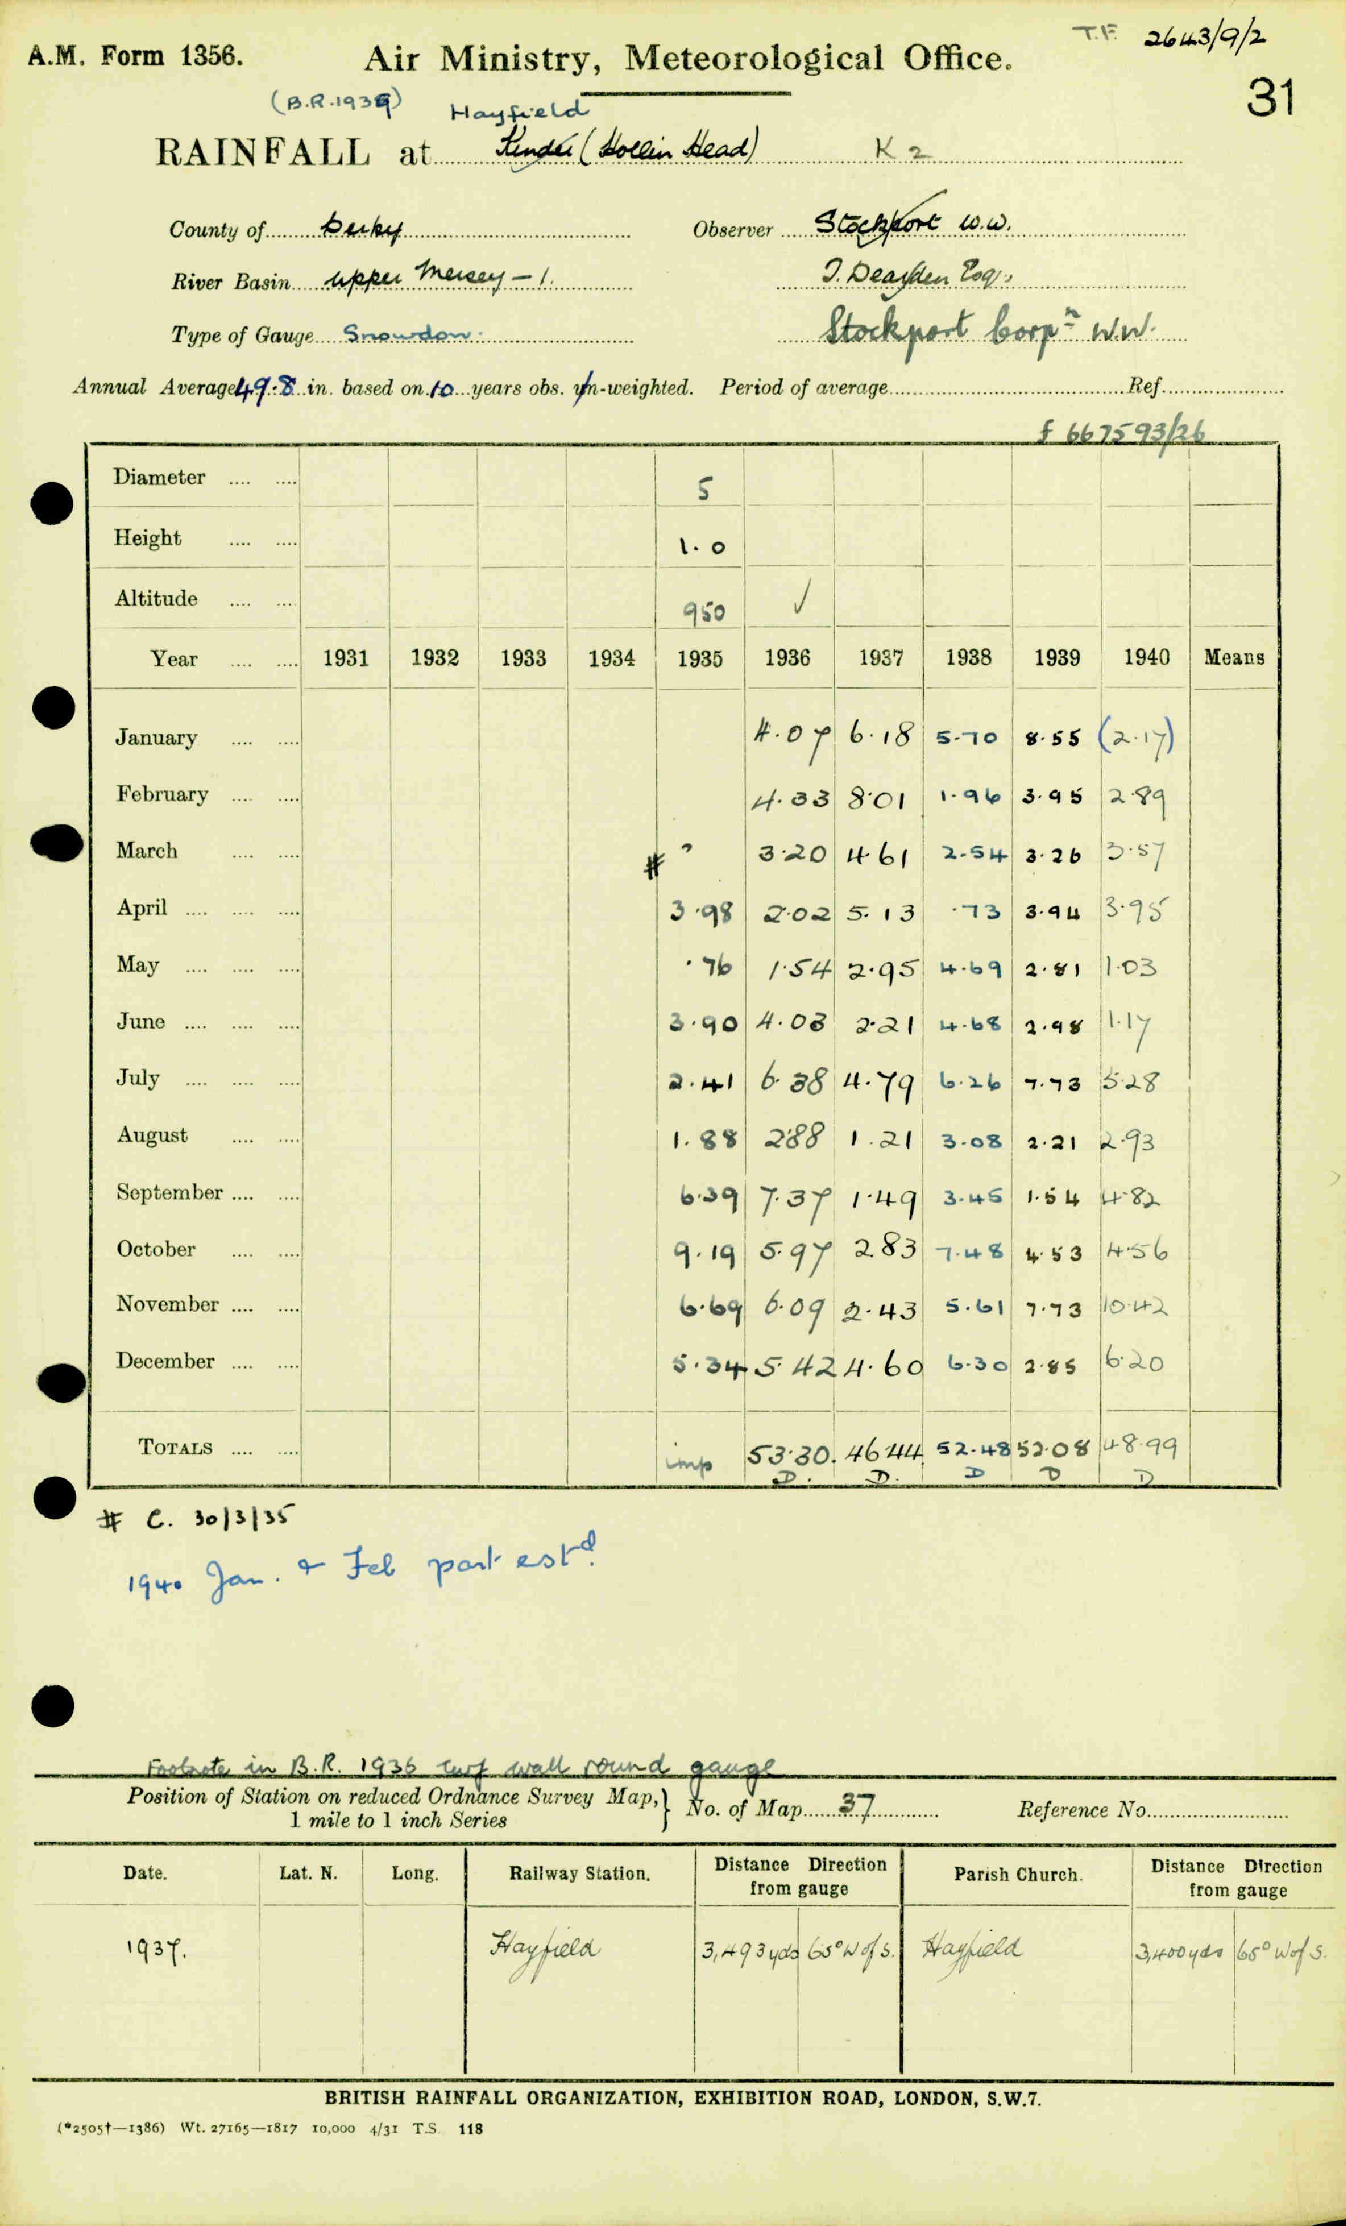 T.F. 2643/9/2
A.M. Form 1356. Air Ministry, Meteorological Office.
31
(B.R. 1936) Hayfield
RAINFALL at Kinder (Hollin Head) K 2
County of Derby Observer Stockport W.W.
River Basin Upper Mersey - 1. Esq.,
Type of Gauge Snowdon. Stockport Corpn W.W.
Annual Average 49.8 in. based on 10 years obs. un-weighted. Period of average Ref.
f 667593/26
Diameter .... .... 5
Height .... .... 1.0
Altitude .... .... 950 ✓
Year .... .... 1931 1932 1933 1934 1935 1936 1937 1938 1939 1940 Means
January .... .... 4.07 6.18 5.70 8.55 (2.17)
February .... .... 4.33 8.01 1.96 3.95 2.89
March .... .... # " 3.20 4.61 2.54 3.26 3.57
April .... .... .... 3.98 2.02 5.13 .73 3.94 3.95
May .... .... .... .76 1.54 2.95 4.69 2.81 1.03
June .... .... .... 3.90 4.03 2.21 4.68 2.98 1.17
July .... .... .... 2.41 6.38 4.79 6.26 7.73 5.28
August .... .... 1.88 2.88 1.21 3.08 2.21 2.93
September .... .... 6.39 7.37 1.49 3.45 1.54 4.82
October .... .... 9.19 5.97 2.83 7.48 4.53 4.56
November .... .... 6.69 6.09 2.43 5.61 7.73 10.42
December .... .... 5.34 5.42 4.60 6.30 2.85 6.20
TOTALS .... .... imp 53.30. 46.44. 52.48 52.08 48.99
D. D. D D D
# C. 30/3/35
1940 Jan. & Feb part estd.
Footnote in B.R. 1936 turf wall round gauge
Position of Station on reduced Ordnance Survey Map, } No. of Map 37 Reference No.
1 mile to 1 inch Series
Date. Lat. N. Long. Railway Station. Distance Direction from gauge Parish Church. Distance Direction from gauge
1937. Hayfield 3,493 yds 65° W of S. Hayfield 3,400 yds 65° W of S.
BRITISH RAINFALL ORGANIZATION, EXHIBITION ROAD, LONDON, S.W.7.
(*2505†—1386) Wt. 27165—1817 10,000 4/31 T.S. 118